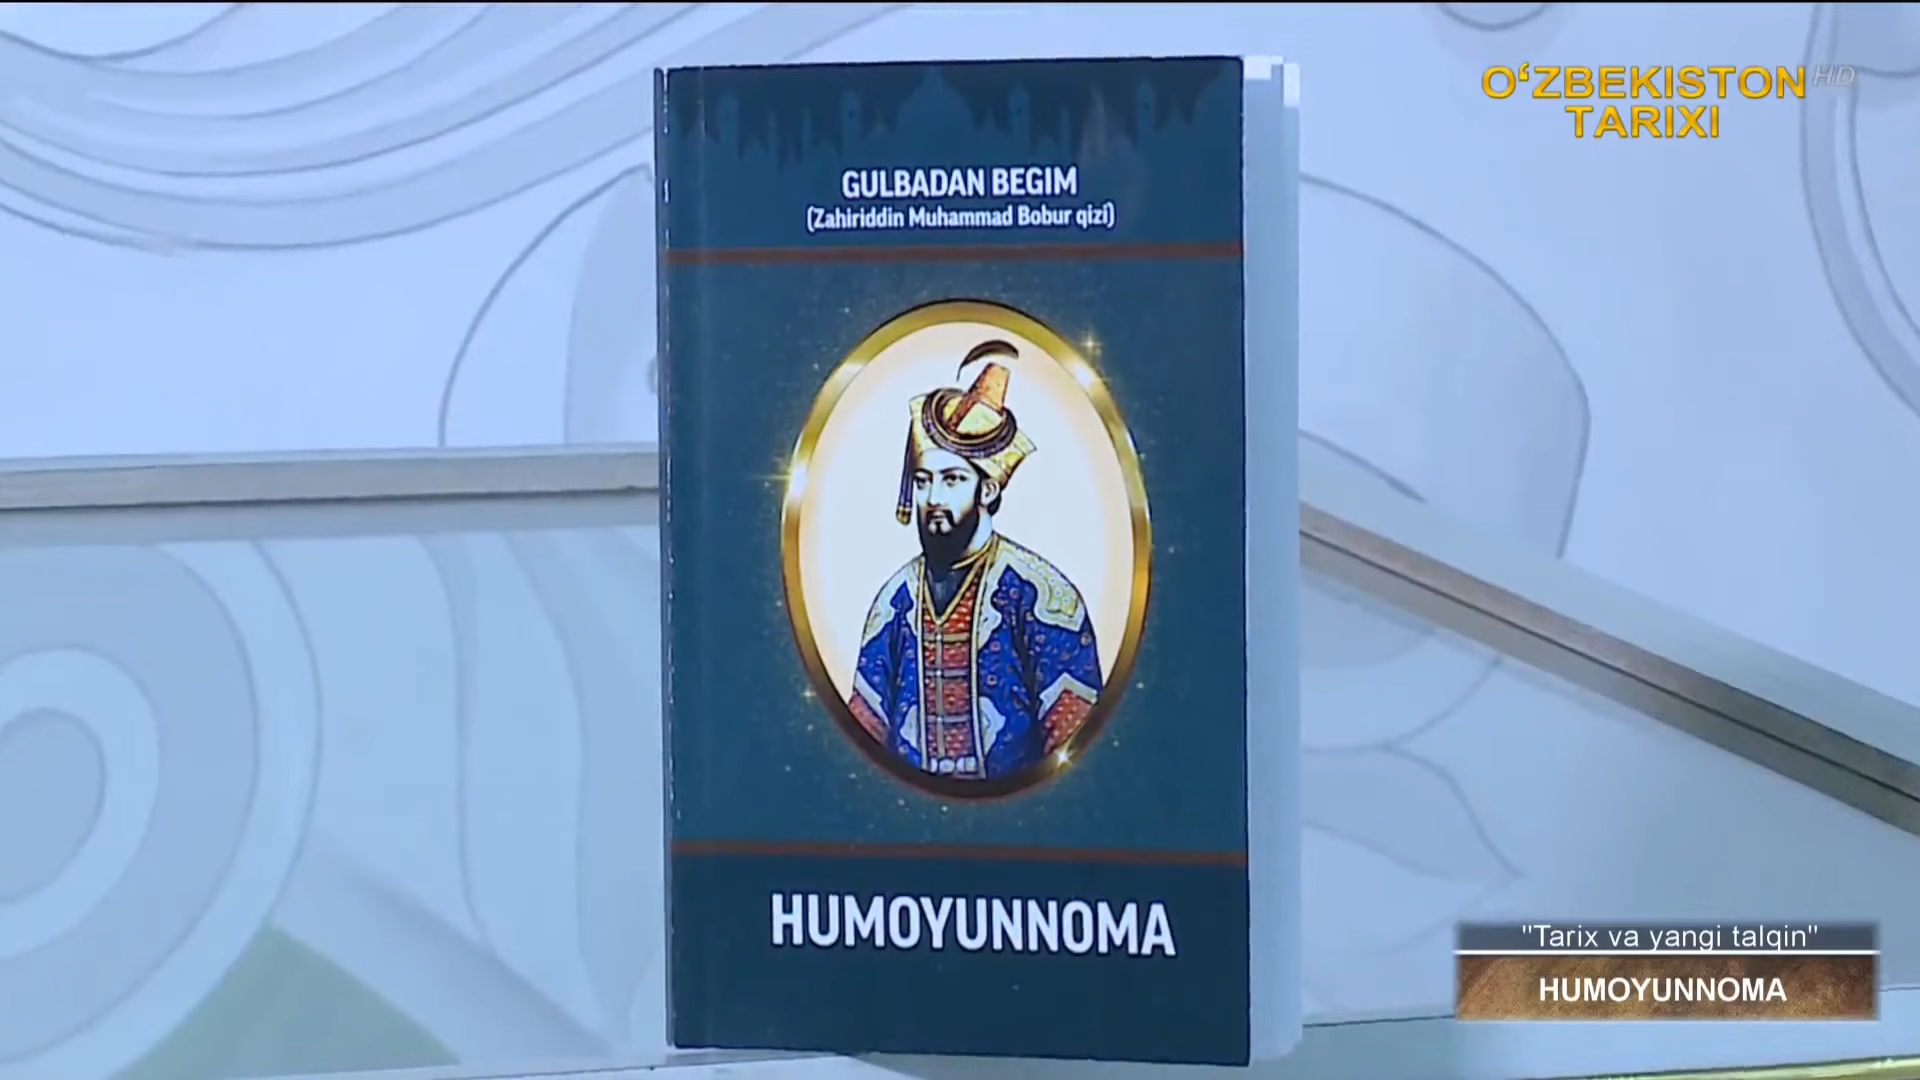 O‘ZBEKISTON HD
TARIXI
GULBADAN BEGIM
(Zahiriddin Muhammad Bobur qizi)
HUMOYUNNOMA
"Tarix va yangi talqin"
HUMOYUNNOMA